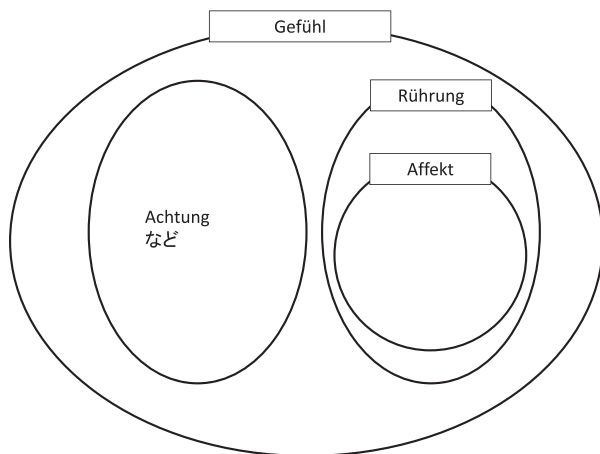 Gefühl
Rührung
Affekt
Achtung
など